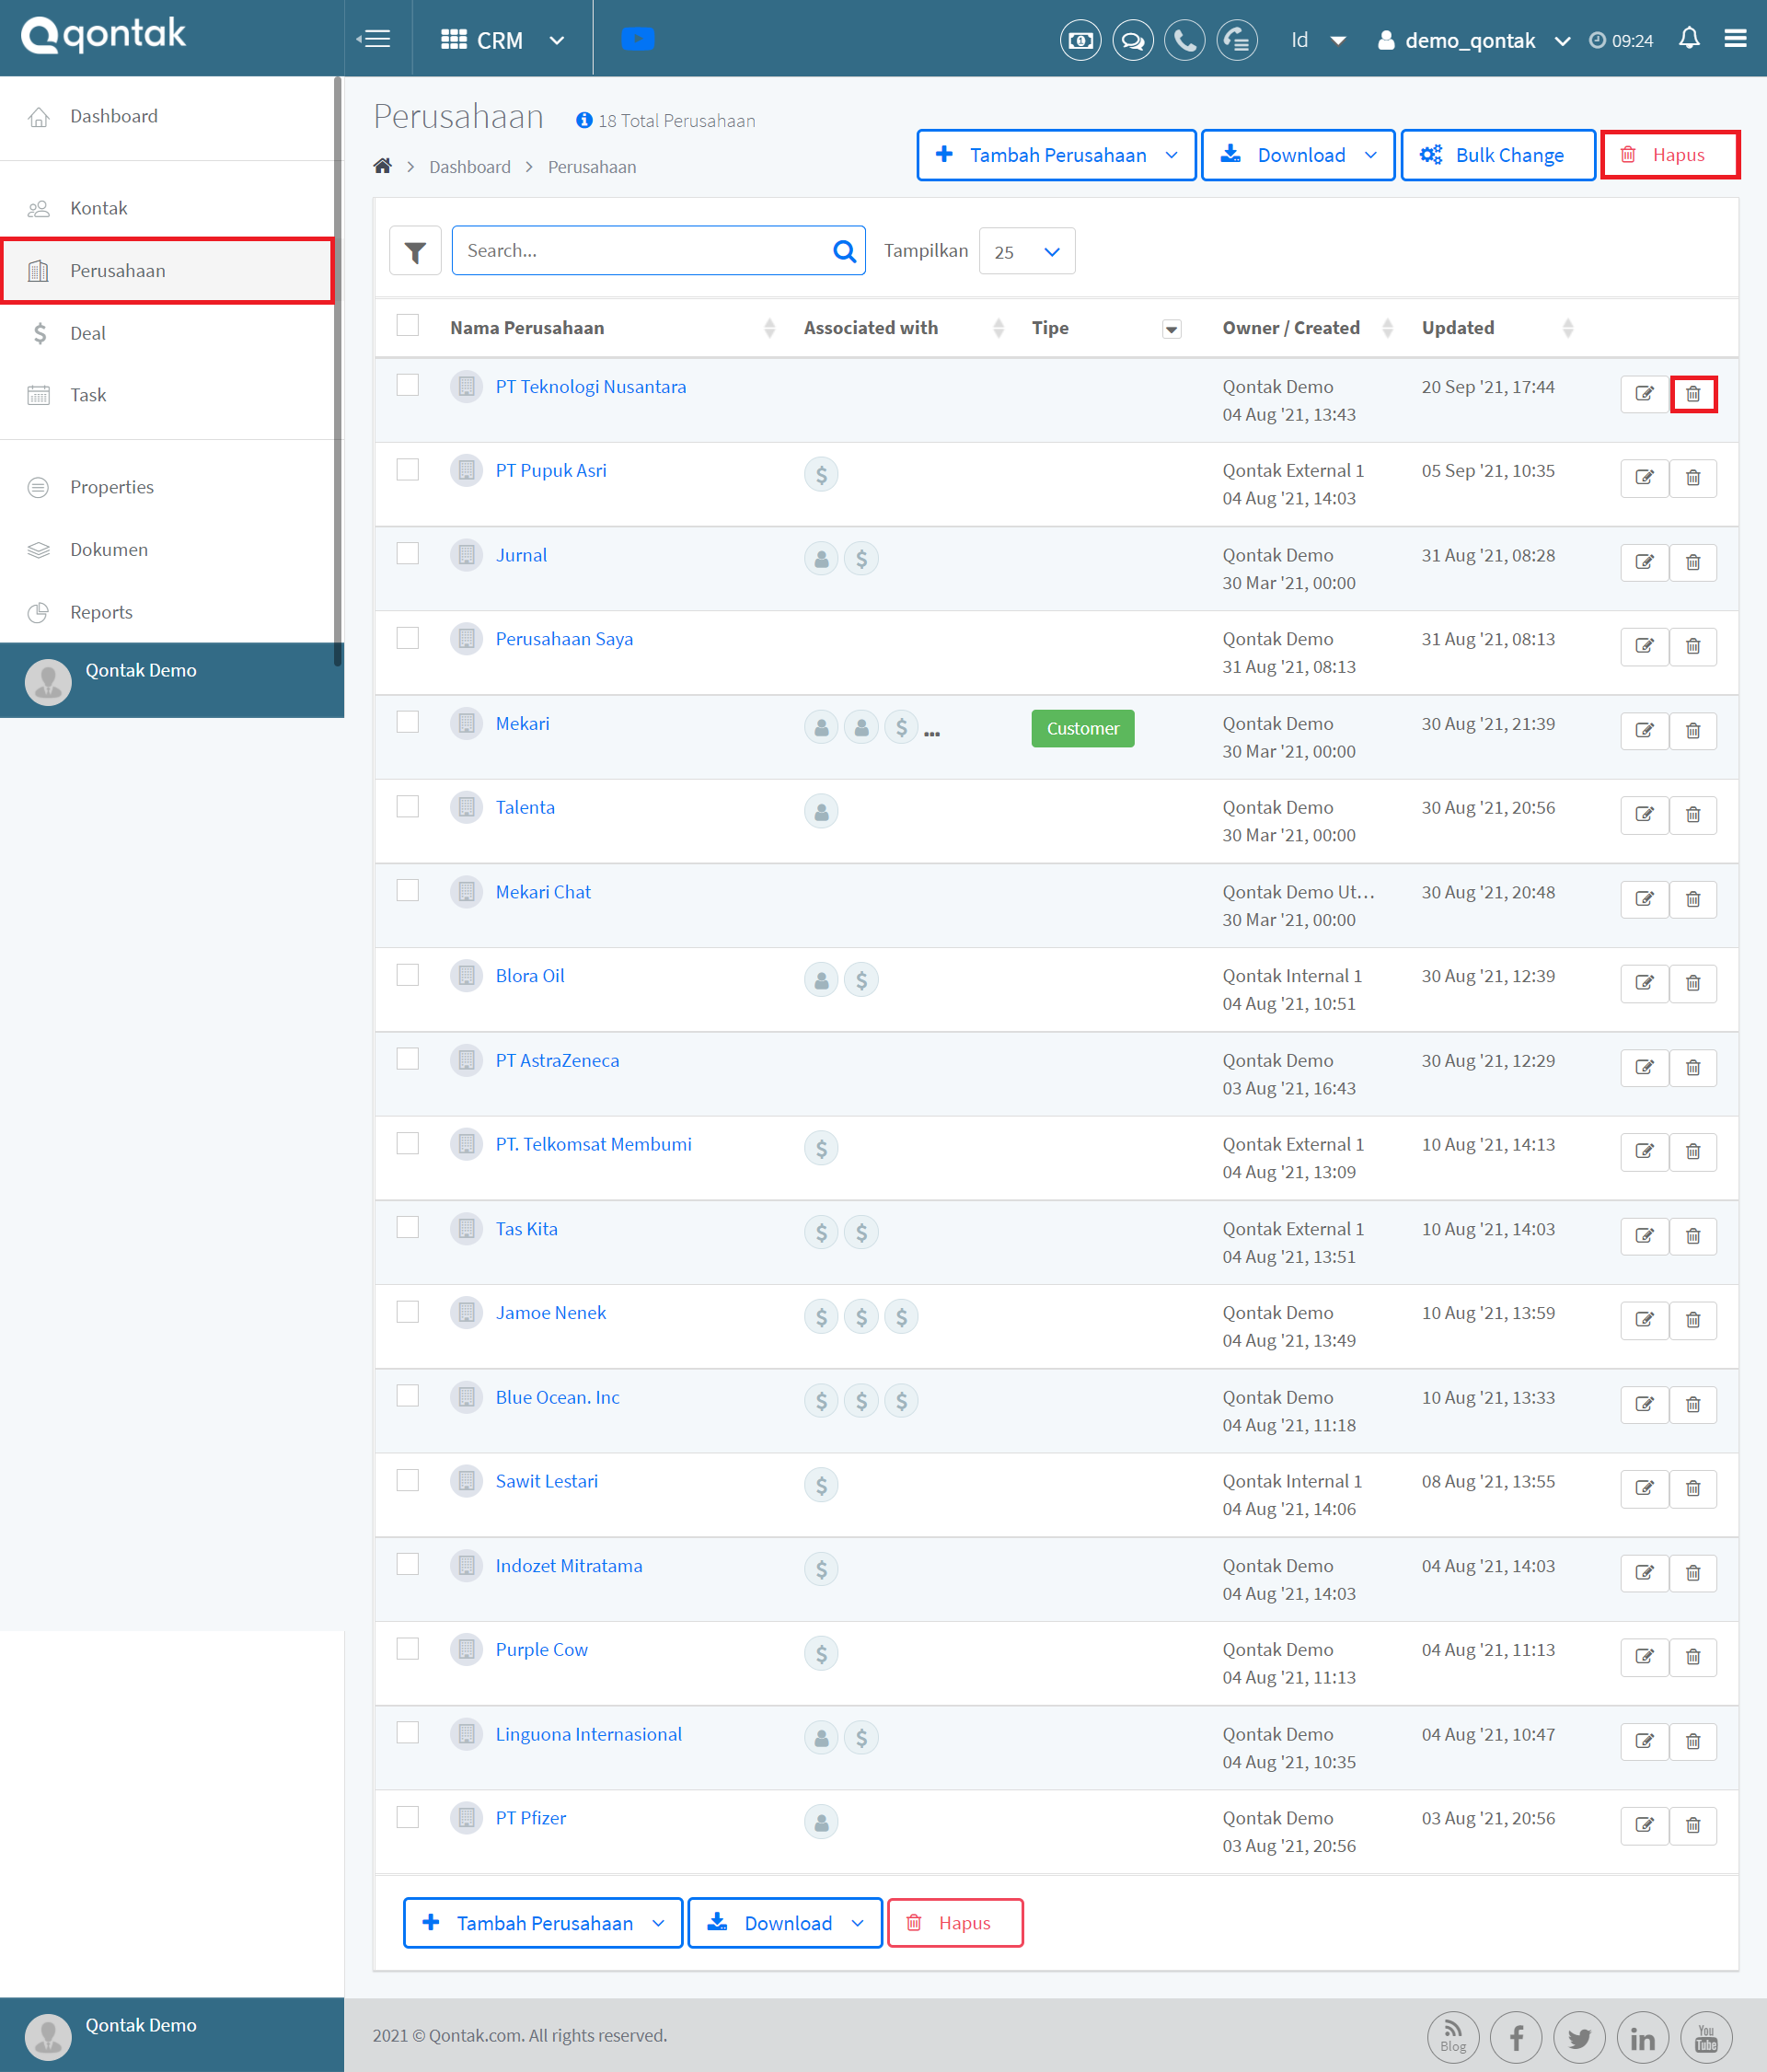 qontak
CRM
Id
demo_qontak
09:24
Dashboard
Kontak
Perusahaan
Deal
Task
Properties
Dokumen
Reports
Qontak Demo
Perusahaan
18 Total Perusahaan
Dashboard > Perusahaan
Tambah Perusahaan
Download
Bulk Change
Hapus
Search...
Tampilkan 25
Nama Perusahaan Associated with Tipe Owner / Created Updated
PT Teknologi Nusantara Qontak Demo 20 Sep '21, 17:44
04 Aug '21, 13:43
PT Pupuk Asri $ Qontak External 1 05 Sep '21, 10:35
04 Aug '21, 14:03
Jurnal $ Qontak Demo 31 Aug '21, 08:28
30 Mar '21, 00:00
Perusahaan Saya Qontak Demo 31 Aug '21, 08:13
31 Aug '21, 08:13
Mekari $ ... Customer Qontak Demo 30 Aug '21, 21:39
30 Mar '21, 00:00
Talenta Qontak Demo 30 Aug '21, 20:56
30 Mar '21, 00:00
Mekari Chat Qontak Demo Ut... 30 Aug '21, 20:48
30 Mar '21, 00:00
Blora Oil $ Qontak Internal 1 30 Aug '21, 12:39
04 Aug '21, 10:51
PT AstraZeneca Qontak Demo 30 Aug '21, 12:29
03 Aug '21, 16:43
PT. Telkomsat Membumi $ Qontak External 1 10 Aug '21, 14:13
04 Aug '21, 13:09
Tas Kita $ $ Qontak External 1 10 Aug '21, 14:03
04 Aug '21, 13:51
Jamoe Nenek $ $ $ Qontak Demo 10 Aug '21, 13:59
04 Aug '21, 13:49
Blue Ocean. Inc $ $ $ Qontak Demo 10 Aug '21, 13:33
04 Aug '21, 11:18
Sawit Lestari $ Qontak Internal 1 08 Aug '21, 13:55
04 Aug '21, 14:06
Indozet Mitratama $ Qontak Demo 04 Aug '21, 14:03
04 Aug '21, 14:03
Purple Cow $ Qontak Demo 04 Aug '21, 11:13
04 Aug '21, 11:13
Linguona Internasional $ Qontak Demo 04 Aug '21, 10:47
04 Aug '21, 10:35
PT Pfizer Qontak Demo 03 Aug '21, 20:56
03 Aug '21, 20:56
Tambah Perusahaan
Download
Hapus
Qontak Demo
2021 © Qontak.com. All rights reserved.
Blog
f
in
You
Tube